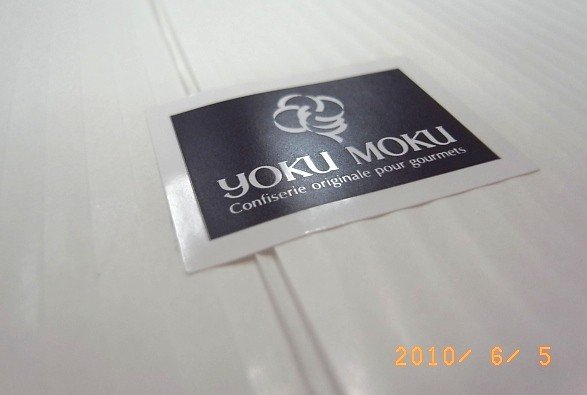 YOKU MOKU
Confiserie originale pour gourmets
2010/ 6/ 5